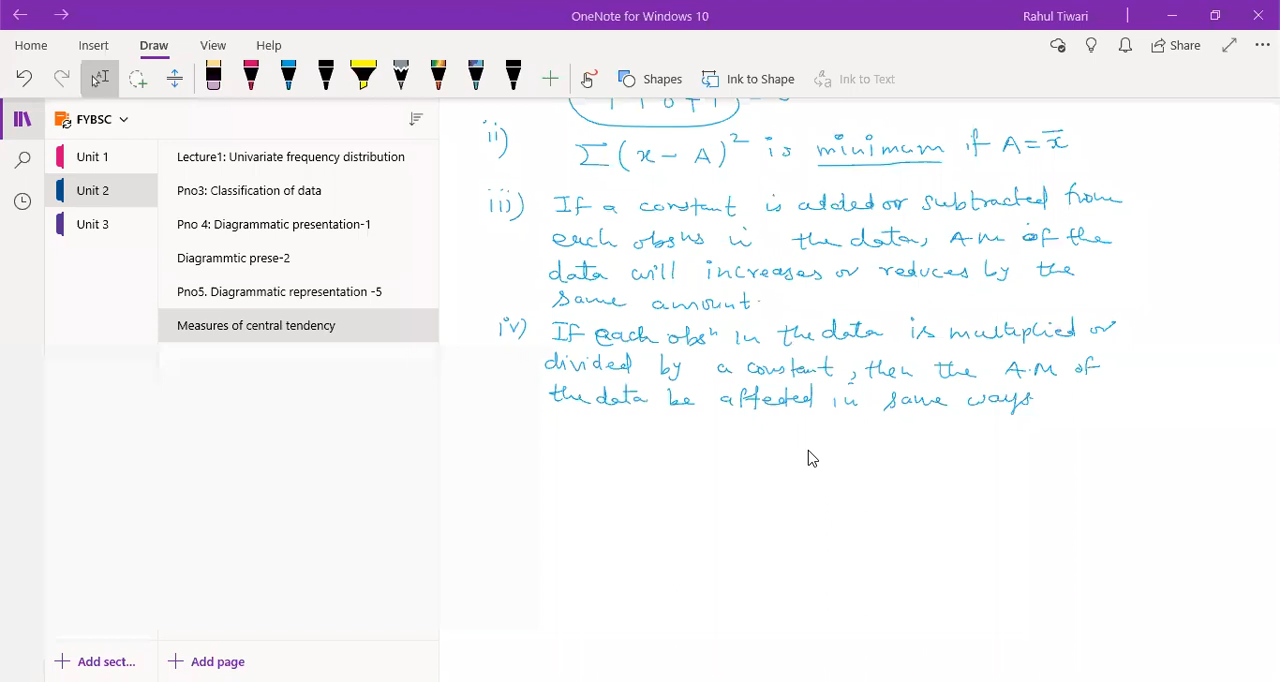 OneNote for Windows 10
Rahul Tiwari
Home Insert Draw View Help
Share
Shapes
Ink to Shape
Ink to Text
FYBSC
Unit 1
Unit 2
Unit 3
Lecture1: Univariate frequency distribution
Pno3: Classification of data
Pno 4: Diagrammatic presentation-1
Diagrammtic prese-2
Pno5. Diagrammatic representation -5
Measures of central tendency
ii) Σ(x - A)² is minimum if A = x̅
iii) If a constant is added or subtracted from
each obsns in the data, A.M of the
data will increases or reduces by the
same amount.
iv) If each obsⁿ in the data is multiplied or
divided by a constant, then the A.M of
the data be affected in same ways
Add sect...
Add page